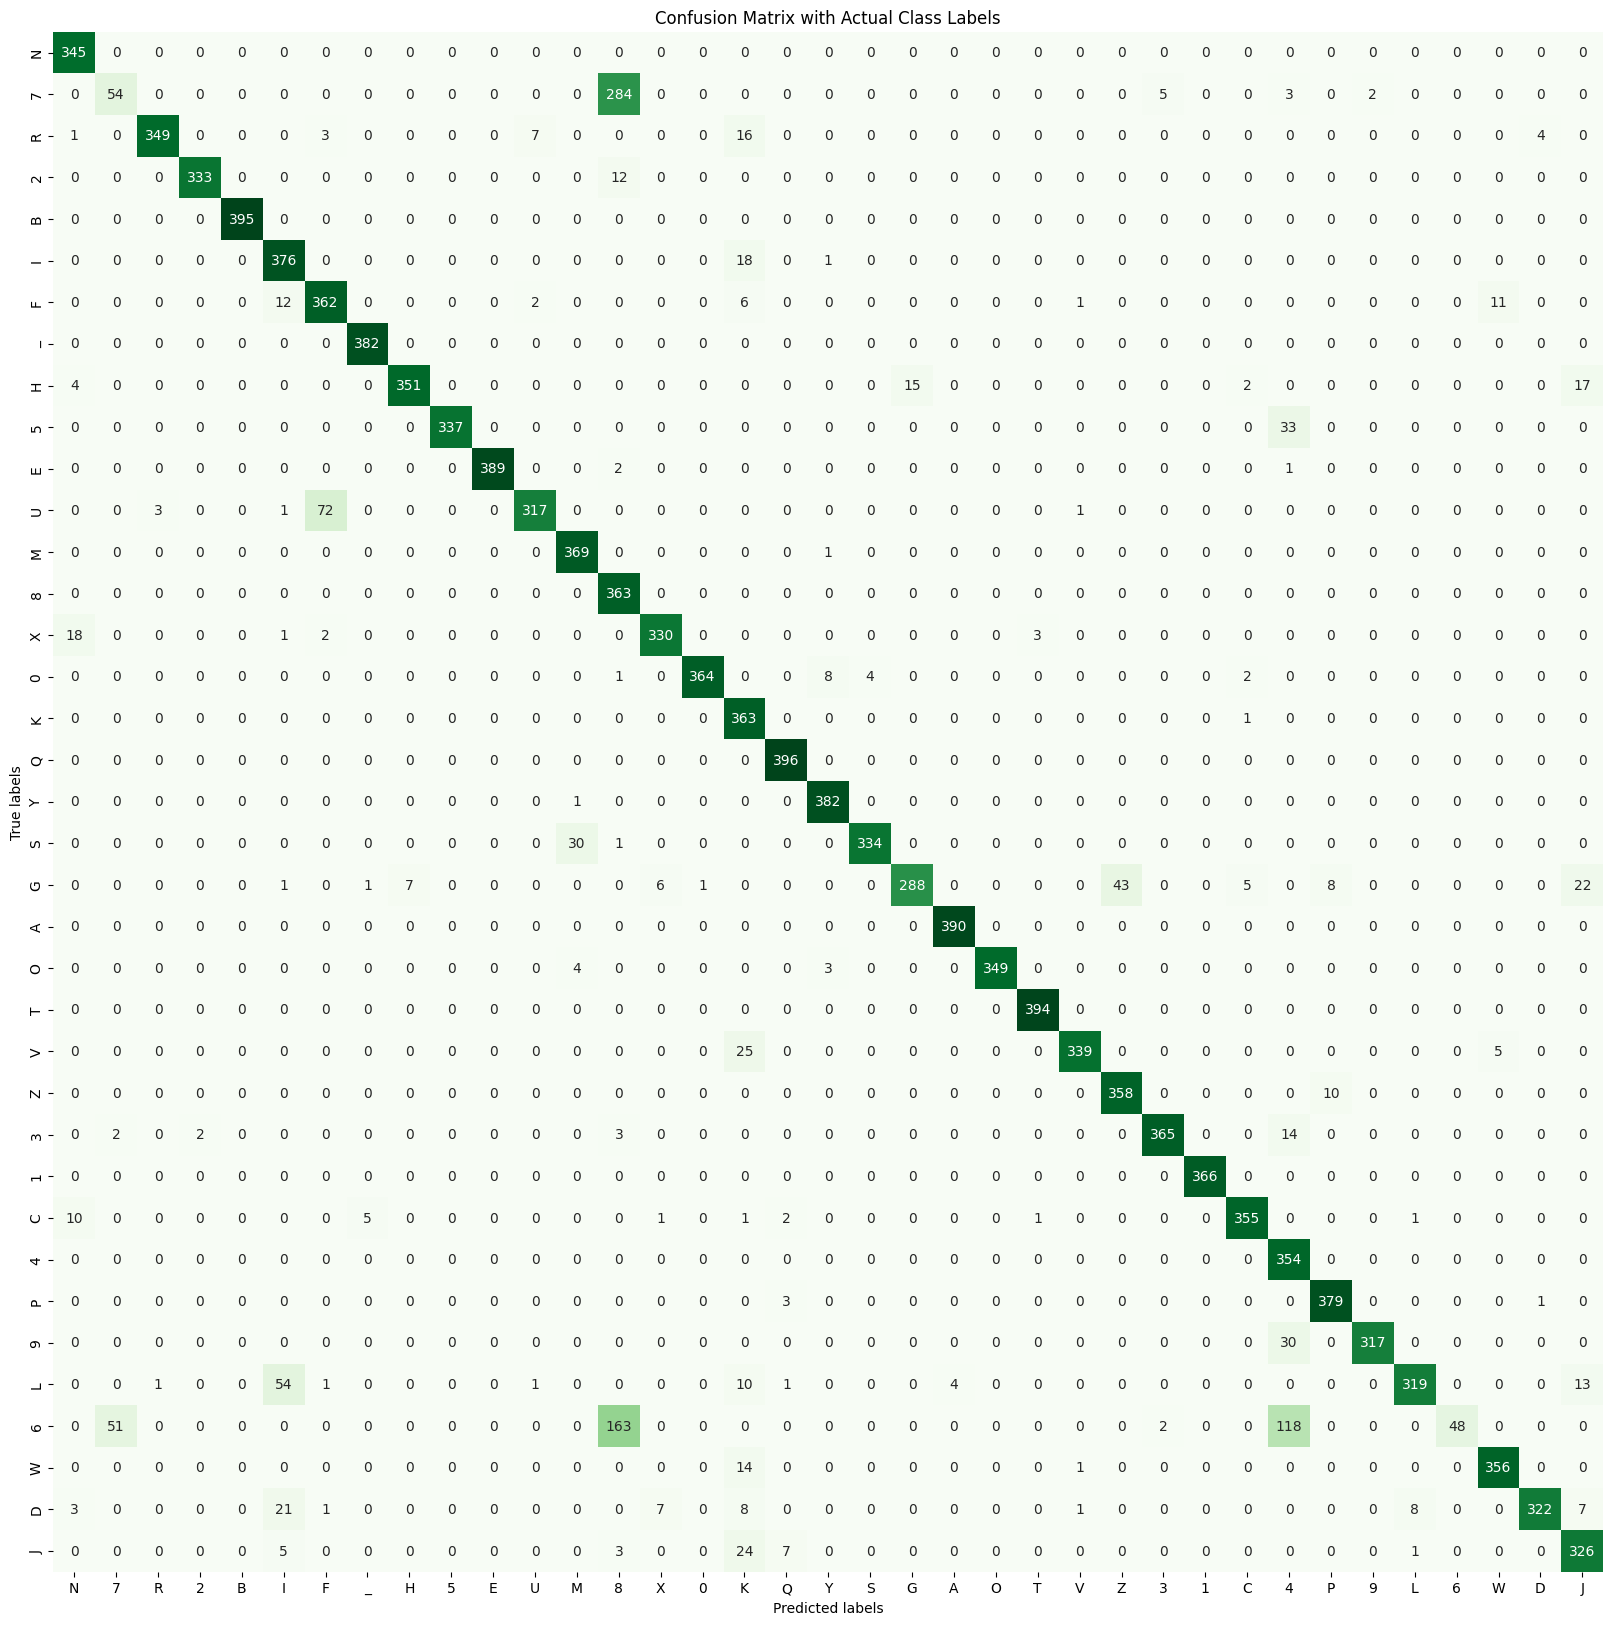 Confusion Matrix with Actual Class Labels
N 345 0 0 0 0 0 0 0 0 0 0 0 0 0 0 0 0 0 0 0 0 0 0 0 0 0 0 0 0 0 0 0 0 0 0 0 0
7 0 54 0 0 0 0 0 0 0 0 0 0 0 284 0 0 0 0 0 0 0 0 0 0 0 0 5 0 0 3 0 2 0 0 0 0 0
R 1 0 349 0 0 0 3 0 0 0 0 7 0 0 0 0 16 0 0 0 0 0 0 0 0 0 0 0 0 0 0 0 0 0 0 4 0
2 0 0 0 333 0 0 0 0 0 0 0 0 0 12 0 0 0 0 0 0 0 0 0 0 0 0 0 0 0 0 0 0 0 0 0 0 0
B 0 0 0 0 395 0 0 0 0 0 0 0 0 0 0 0 0 0 0 0 0 0 0 0 0 0 0 0 0 0 0 0 0 0 0 0 0
I 0 0 0 0 0 376 0 0 0 0 0 0 0 0 0 0 18 0 1 0 0 0 0 0 0 0 0 0 0 0 0 0 0 0 0 0 0
F 0 0 0 0 0 12 362 0 0 0 0 2 0 0 0 0 6 0 0 0 0 0 0 0 1 0 0 0 0 0 0 0 0 0 11 0 0
_ 0 0 0 0 0 0 0 382 0 0 0 0 0 0 0 0 0 0 0 0 0 0 0 0 0 0 0 0 0 0 0 0 0 0 0 0 0
H 4 0 0 0 0 0 0 0 351 0 0 0 0 0 0 0 0 0 0 0 15 0 0 0 0 0 0 0 2 0 0 0 0 0 0 0 17
5 0 0 0 0 0 0 0 0 0 337 0 0 0 0 0 0 0 0 0 0 0 0 0 0 0 0 0 0 0 33 0 0 0 0 0 0 0
E 0 0 0 0 0 0 0 0 0 0 389 0 0 2 0 0 0 0 0 0 0 0 0 0 0 0 0 0 0 1 0 0 0 0 0 0 0
U 0 0 3 0 0 1 72 0 0 0 0 317 0 0 0 0 0 0 0 0 0 0 0 0 1 0 0 0 0 0 0 0 0 0 0 0 0
M 0 0 0 0 0 0 0 0 0 0 0 0 369 0 0 0 0 0 1 0 0 0 0 0 0 0 0 0 0 0 0 0 0 0 0 0 0
8 0 0 0 0 0 0 0 0 0 0 0 0 0 363 0 0 0 0 0 0 0 0 0 0 0 0 0 0 0 0 0 0 0 0 0 0 0
X 18 0 0 0 0 1 2 0 0 0 0 0 0 0 330 0 0 0 0 0 0 0 0 3 0 0 0 0 0 0 0 0 0 0 0 0 0
0 0 0 0 0 0 0 0 0 0 0 0 0 0 1 0 364 0 0 8 4 0 0 0 0 0 0 0 0 2 0 0 0 0 0 0 0 0
K 0 0 0 0 0 0 0 0 0 0 0 0 0 0 0 0 363 0 0 0 0 0 0 0 0 0 0 0 1 0 0 0 0 0 0 0 0
Q 0 0 0 0 0 0 0 0 0 0 0 0 0 0 0 0 0 396 0 0 0 0 0 0 0 0 0 0 0 0 0 0 0 0 0 0 0
True labels
Y 0 0 0 0 0 0 0 0 0 0 0 0 1 0 0 0 0 0 382 0 0 0 0 0 0 0 0 0 0 0 0 0 0 0 0 0 0
S 0 0 0 0 0 0 0 0 0 0 0 0 30 1 0 0 0 0 0 334 0 0 0 0 0 0 0 0 0 0 0 0 0 0 0 0 0
G 0 0 0 0 0 1 0 1 7 0 0 0 0 0 6 1 0 0 0 0 288 0 0 0 0 43 0 0 5 0 8 0 0 0 0 0 22
A 0 0 0 0 0 0 0 0 0 0 0 0 0 0 0 0 0 0 0 0 0 390 0 0 0 0 0 0 0 0 0 0 0 0 0 0 0
O 0 0 0 0 0 0 0 0 0 0 0 0 4 0 0 0 0 0 3 0 0 0 349 0 0 0 0 0 0 0 0 0 0 0 0 0 0
T 0 0 0 0 0 0 0 0 0 0 0 0 0 0 0 0 0 0 0 0 0 0 0 394 0 0 0 0 0 0 0 0 0 0 0 0 0
V 0 0 0 0 0 0 0 0 0 0 0 0 0 0 0 0 25 0 0 0 0 0 0 0 339 0 0 0 0 0 0 0 0 0 5 0 0
Z 0 0 0 0 0 0 0 0 0 0 0 0 0 0 0 0 0 0 0 0 0 0 0 0 0 358 0 0 0 0 10 0 0 0 0 0 0
3 0 2 0 2 0 0 0 0 0 0 0 0 0 3 0 0 0 0 0 0 0 0 0 0 0 0 365 0 0 14 0 0 0 0 0 0 0
1 0 0 0 0 0 0 0 0 0 0 0 0 0 0 0 0 0 0 0 0 0 0 0 0 0 0 0 366 0 0 0 0 0 0 0 0 0
C 10 0 0 0 0 0 0 5 0 0 0 0 0 0 1 0 1 2 0 0 0 0 0 1 0 0 0 0 355 0 0 0 1 0 0 0 0
4 0 0 0 0 0 0 0 0 0 0 0 0 0 0 0 0 0 0 0 0 0 0 0 0 0 0 0 0 0 354 0 0 0 0 0 0 0
P 0 0 0 0 0 0 0 0 0 0 0 0 0 0 0 0 0 3 0 0 0 0 0 0 0 0 0 0 0 0 379 0 0 0 0 1 0
9 0 0 0 0 0 0 0 0 0 0 0 0 0 0 0 0 0 0 0 0 0 0 0 0 0 0 0 0 0 30 0 317 0 0 0 0 0
L 0 0 1 0 0 54 1 0 0 0 0 1 0 0 0 0 10 1 0 0 0 4 0 0 0 0 0 0 0 0 0 0 319 0 0 0 13
6 0 51 0 0 0 0 0 0 0 0 0 0 0 163 0 0 0 0 0 0 0 0 0 0 0 0 2 0 0 118 0 0 0 48 0 0 0
W 0 0 0 0 0 0 0 0 0 0 0 0 0 0 0 0 14 0 0 0 0 0 0 0 1 0 0 0 0 0 0 0 0 0 356 0 0
D 3 0 0 0 0 21 1 0 0 0 0 0 0 0 7 0 8 0 0 0 0 0 0 0 1 0 0 0 0 0 0 0 8 0 0 322 7
J 0 0 0 0 0 5 0 0 0 0 0 0 0 3 0 0 24 7 0 0 0 0 0 0 0 0 0 0 0 0 0 0 1 0 0 0 326
N 7 R 2 B I F _ H 5 E U M 8 X 0 K Q Y S G A O T V Z 3 1 C 4 P 9 L 6 W D J
Predicted labels